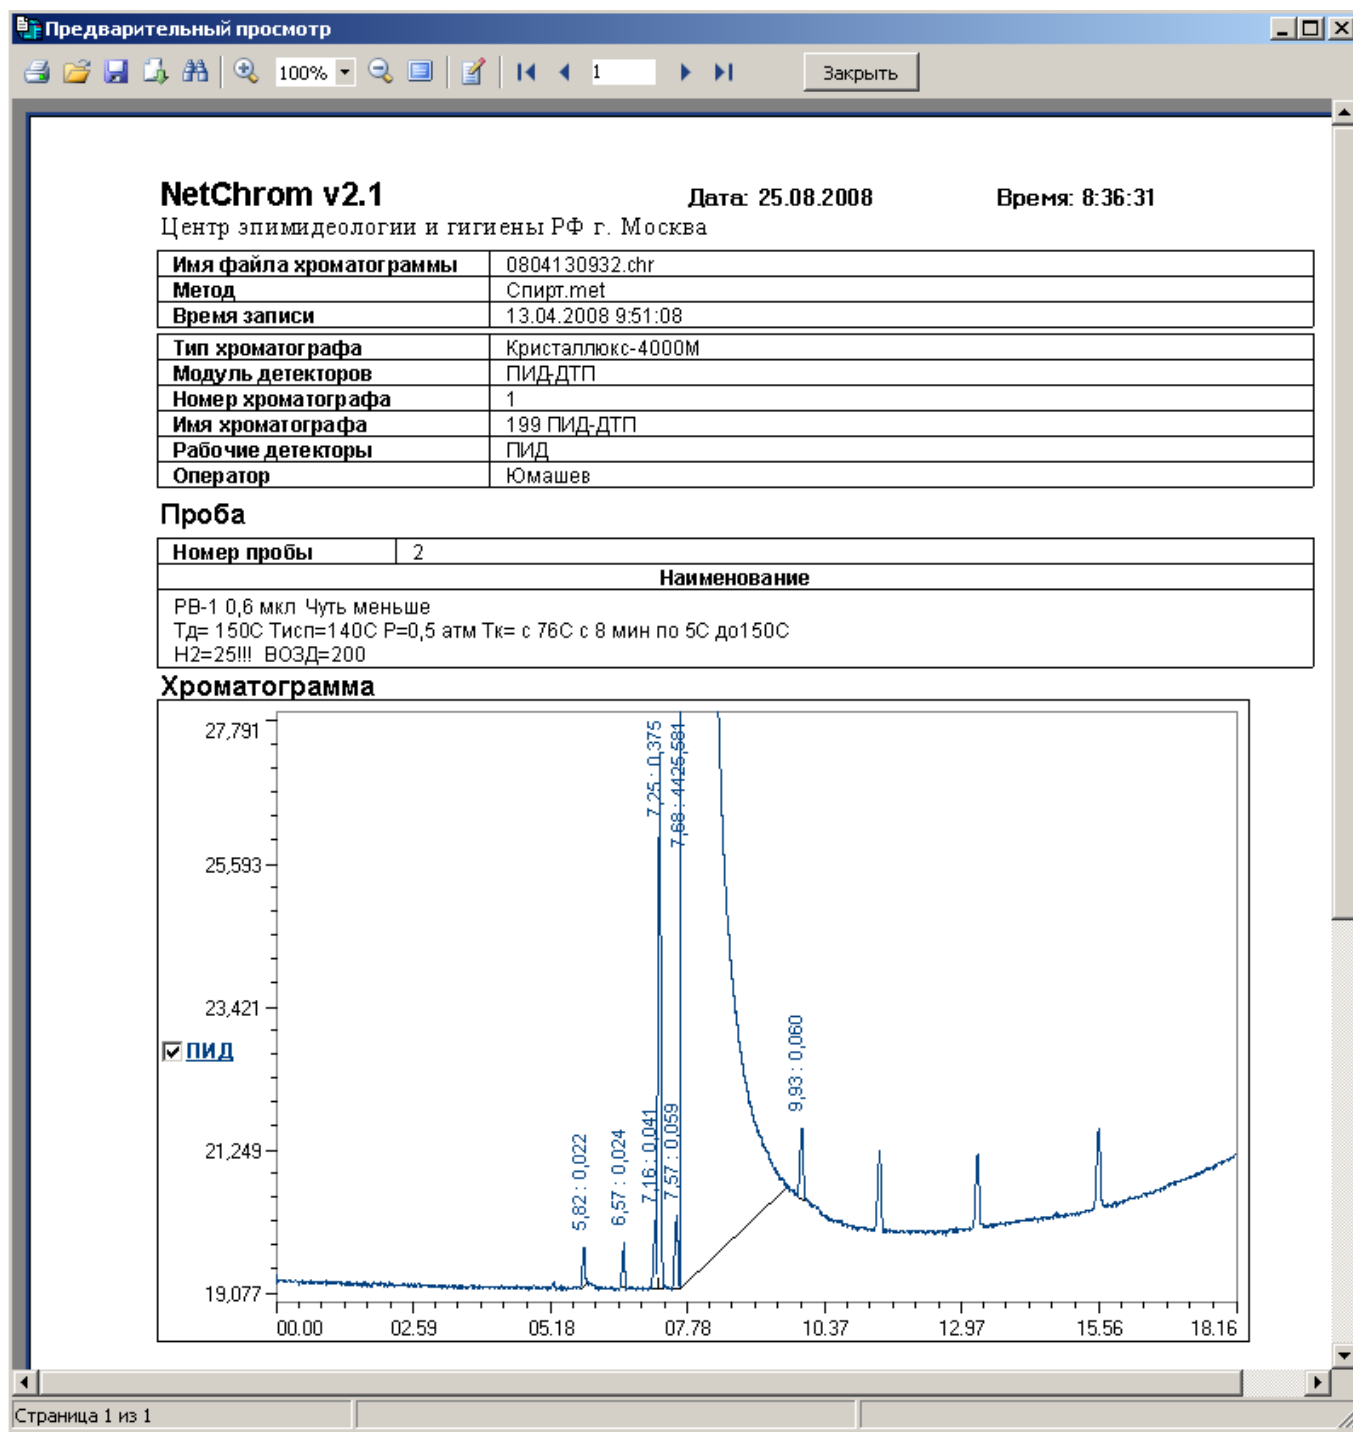 Предварительный просмотр
100%
1
Закрыть
NetChrom v2.1 Дата: 25.08.2008 Время: 8:36:31
Центр эпимидеологии и гигиены РФ г. Москва
Имя файла хроматограммы 0804130932.chr
Метод Спирт.met
Время записи 13.04.2008 9:51:08
Тип хроматографа Кристаллюкс-4000М
Модуль детекторов ПИД-ДТП
Номер хроматографа 1
Имя хроматографа 199 ПИД-ДТП
Рабочие детекторы ПИД
Оператор Юмашев
Проба
Номер пробы 2
Наименование
РВ-1 0,6 мкл Чуть меньше
Тд= 150С Тисп=140С Р=0,5 атм Тк= с 76С с 8 мин по 5С до150С
Н2=25!!! ВОЗД=200
Хроматограмма
27,791
25,593
23,421
ПИД
21,249
19,077
5,82 : 0,022
6,57 : 0,024
7,16 : 0,041
7,25 : 0,375
7,57 : 0,059
7,68 : 4425,581
9,93 : 0,060
00.00 02.59 05.18 07.78 10.37 12.97 15.56 18.16
Страница 1 из 1